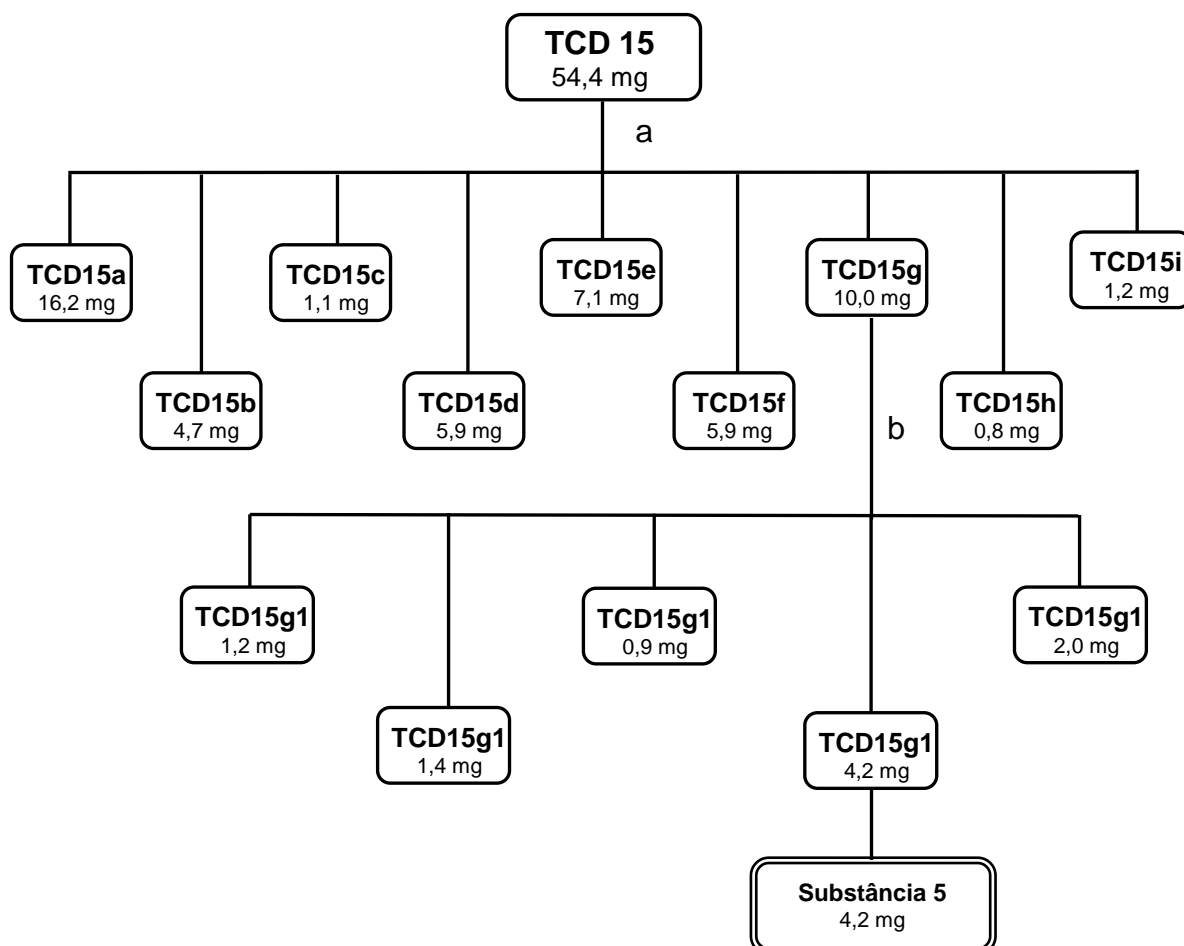 TCD 15
54,4 mg
a
TCD15a
16,2 mg
TCD15c
1,1 mg
TCD15e
7,1 mg
TCD15g
10,0 mg
TCD15i
1,2 mg
TCD15b
4,7 mg
TCD15d
5,9 mg
TCD15f
5,9 mg
TCD15h
0,8 mg
b
TCD15g1
1,2 mg
TCD15g1
0,9 mg
TCD15g1
2,0 mg
TCD15g1
1,4 mg
TCD15g1
4,2 mg
Substância 5
4,2 mg